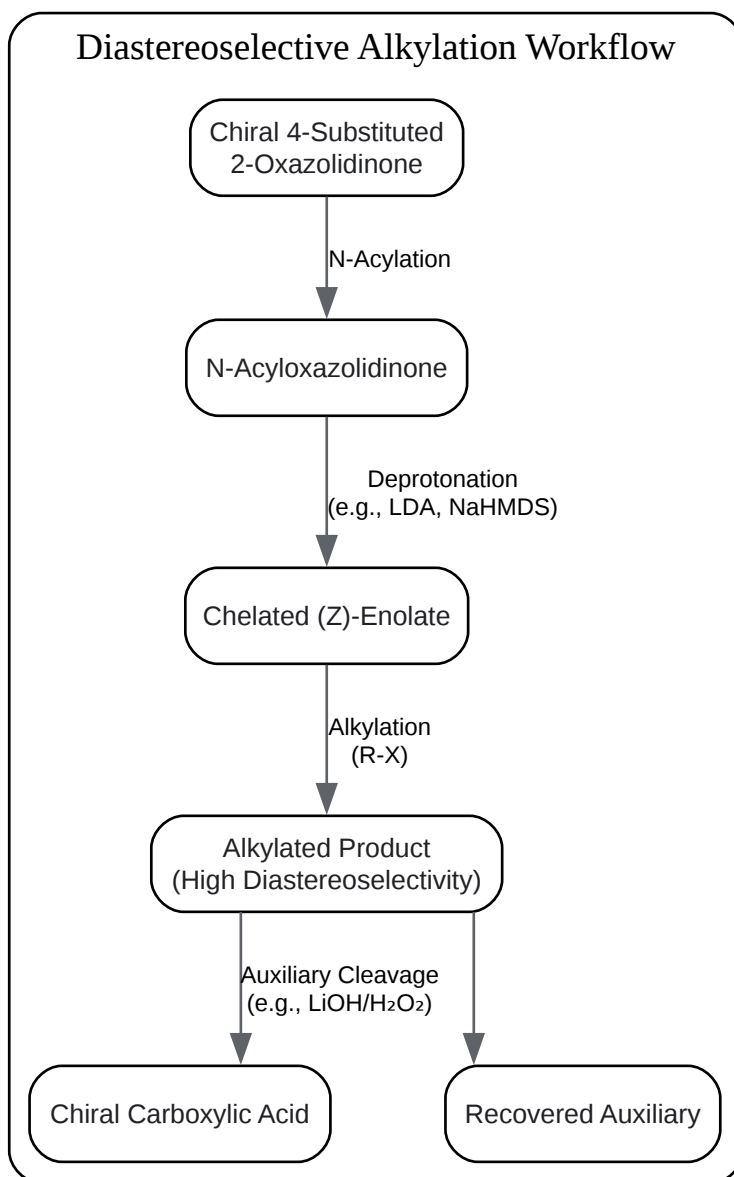 Diastereoselective Alkylation Workflow
Chiral 4-Substituted
2-Oxazolidinone
N-Acylation
N-Acyloxazolidinone
Deprotonation
(e.g., LDA, NaHMDS)
Chelated (Z)-Enolate
Alkylation
(R-X)
Alkylated Product
(High Diastereoselectivity)
Auxiliary Cleavage
(e.g., LiOH/H₂O₂)
Chiral Carboxylic Acid
Recovered Auxiliary